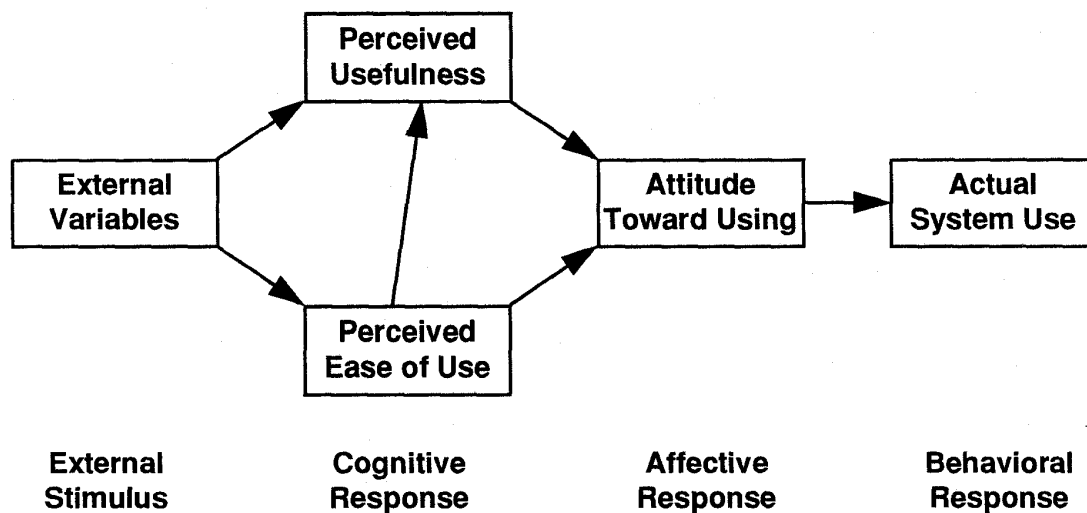 Perceived
Usefulness
External
Variables
Attitude
Toward Using
Actual
System Use
Perceived
Ease of Use
External
Stimulus
Cognitive
Response
Affective
Response
Behavioral
Response